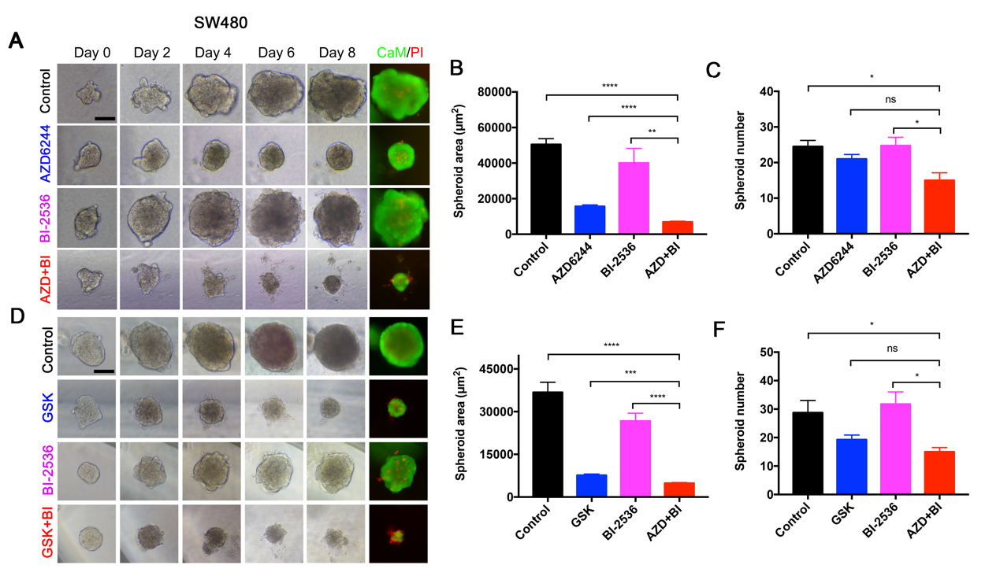 SW480
A
Day 0 Day 2 Day 4 Day 6 Day 8 CaM/PI
Control
AZD6244
BI-2536
AZD+BI
B
Spheroid area (µm²)
80000
60000
40000
20000
0
****
****
**
Control AZD6244 BI-2536 AZD+BI
C
Spheroid number
40
30
20
10
0
*
ns
*
Control AZD6244 BI-2536 AZD+BI
D
Control
GSK
BI-2536
GSK+BI
E
Spheroid area (µm²)
45000
30000
15000
0
****
***
****
Control GSK BI-2536 AZD+BI
F
Spheroid number
50
40
30
20
10
0
*
ns
*
Control GSK BI-2536 AZD+BI